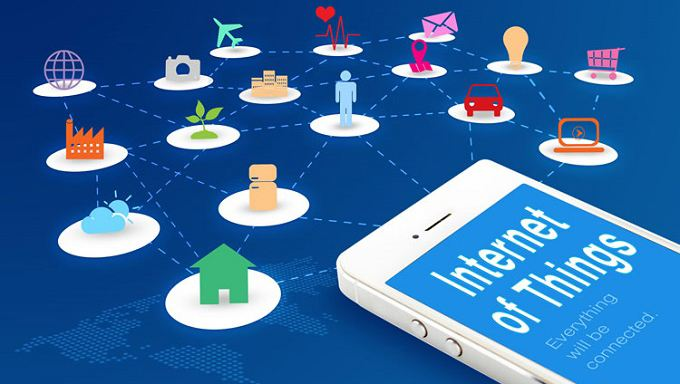 Internet
of Things
Everything
will be
connected.